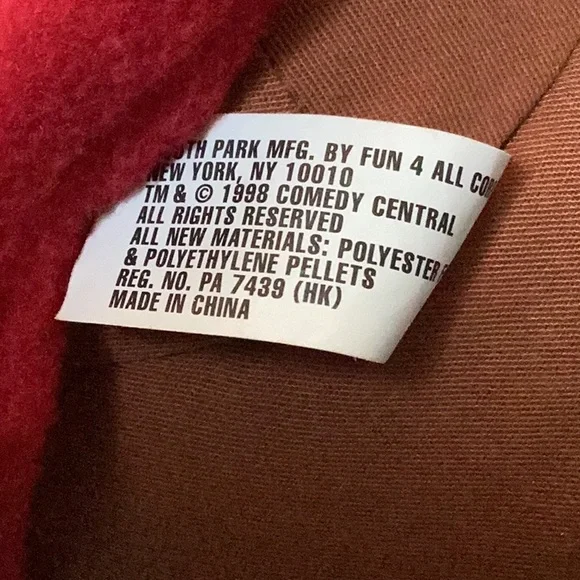 PARK MFG. BY FUN 4 ALL
NEW YORK, NY 10010
TM & © 1998 COMEDY CENTRAL
ALL RIGHTS RESERVED
ALL NEW MATERIALS: POLYESTER
& POLYETHYLENE PELLETS
REG. NO. PA 7439 (HK)
MADE IN CHINA